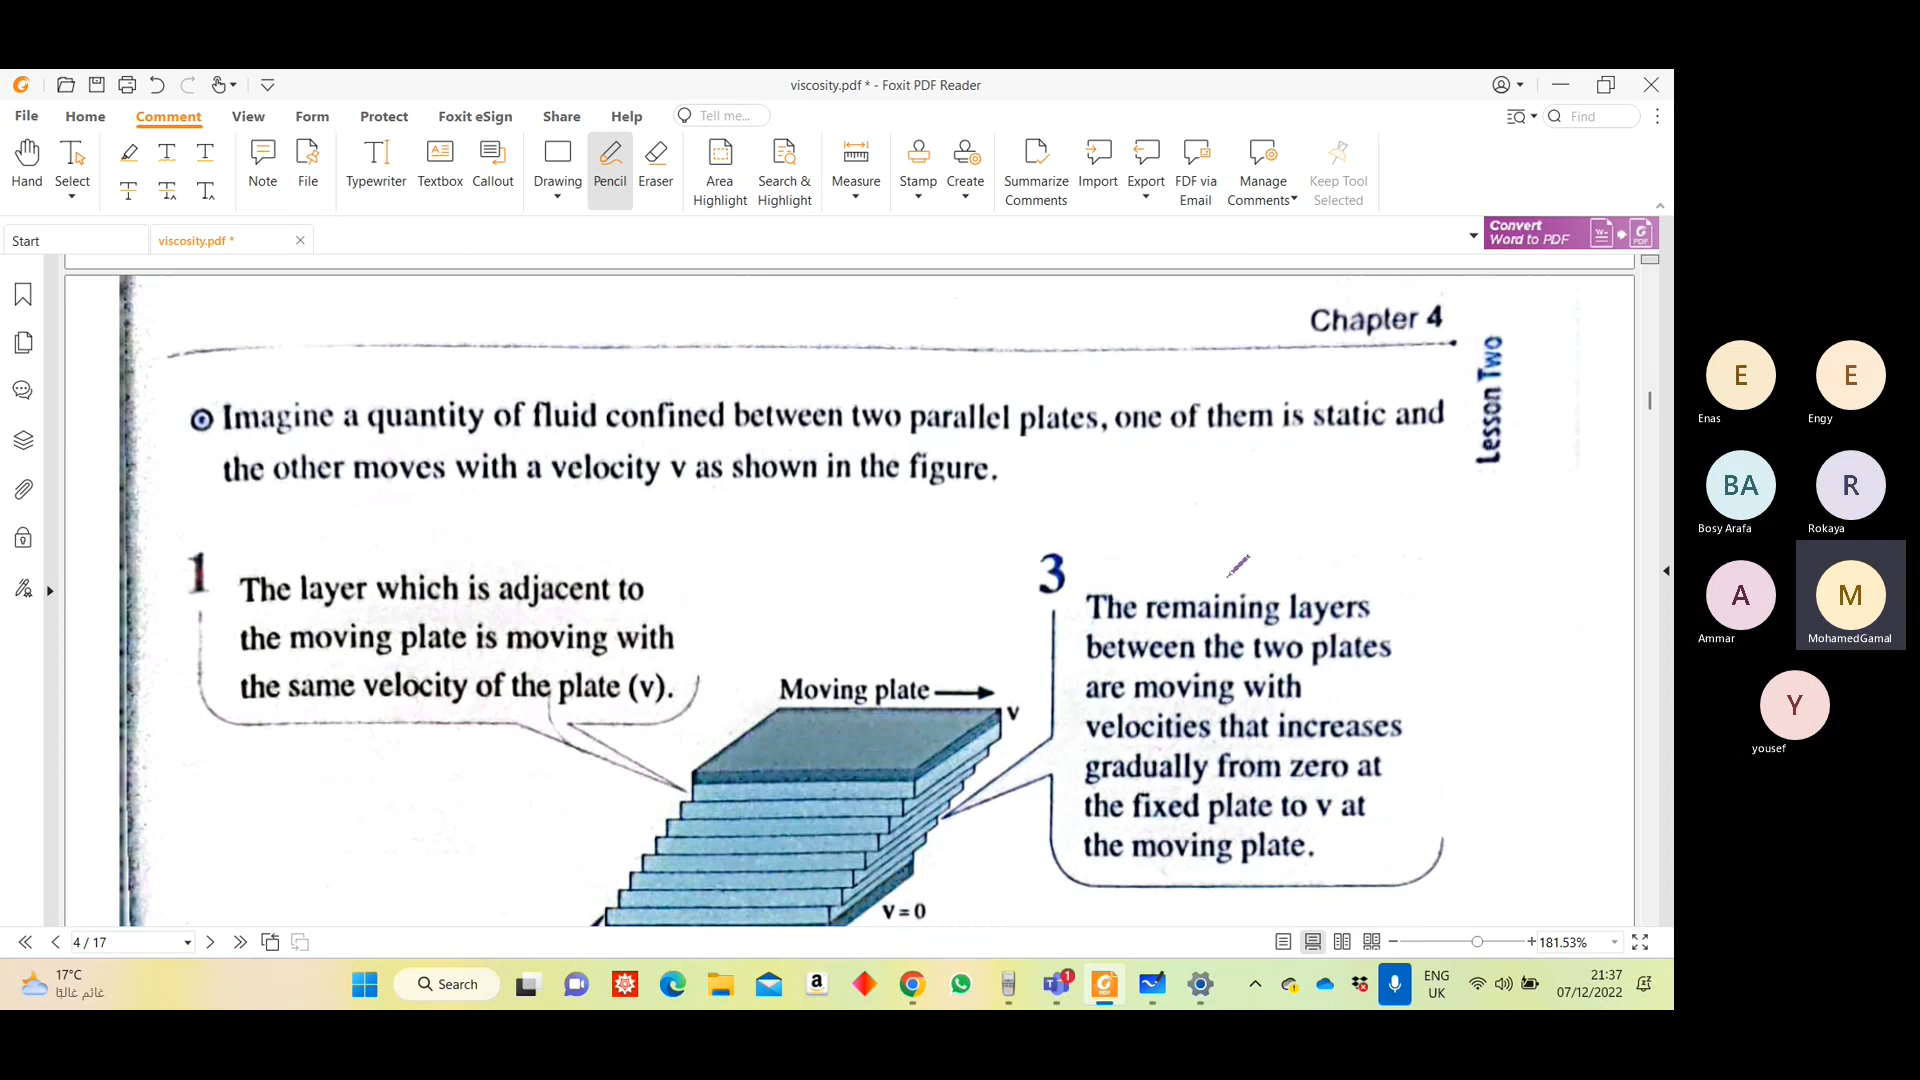 viscosity.pdf * - Foxit PDF Reader
File Home Comment View Form Protect Foxit eSign Share Help Tell me... Find
Hand Select Note File Typewriter Textbox Callout Drawing Pencil Eraser Area Highlight Search & Highlight Measure Stamp Create Summarize Comments Import Export FDF via Email Manage Comments Keep Tool Selected
Start viscosity.pdf *
Convert
Word to PDF
Chapter 4
Lesson Two
Imagine a quantity of fluid confined between two parallel plates, one of them is static and
the other moves with a velocity v as shown in the figure.
1
The layer which is adjacent to
the moving plate is moving with
the same velocity of the plate (v).
Moving plate
v
V = 0
3
The remaining layers
between the two plates
are moving with
velocities that increases
gradually from zero at
the fixed plate to v at
the moving plate.
4 / 17
181.53%
17°C
غائم غالبًا
Search
1
ENG
UK
21:37
07/12/2022
E
Enas
E
Engy
BA
Bosy Arafa
R
Rokaya
A
Ammar
M
MohamedGamal
Y
yousef